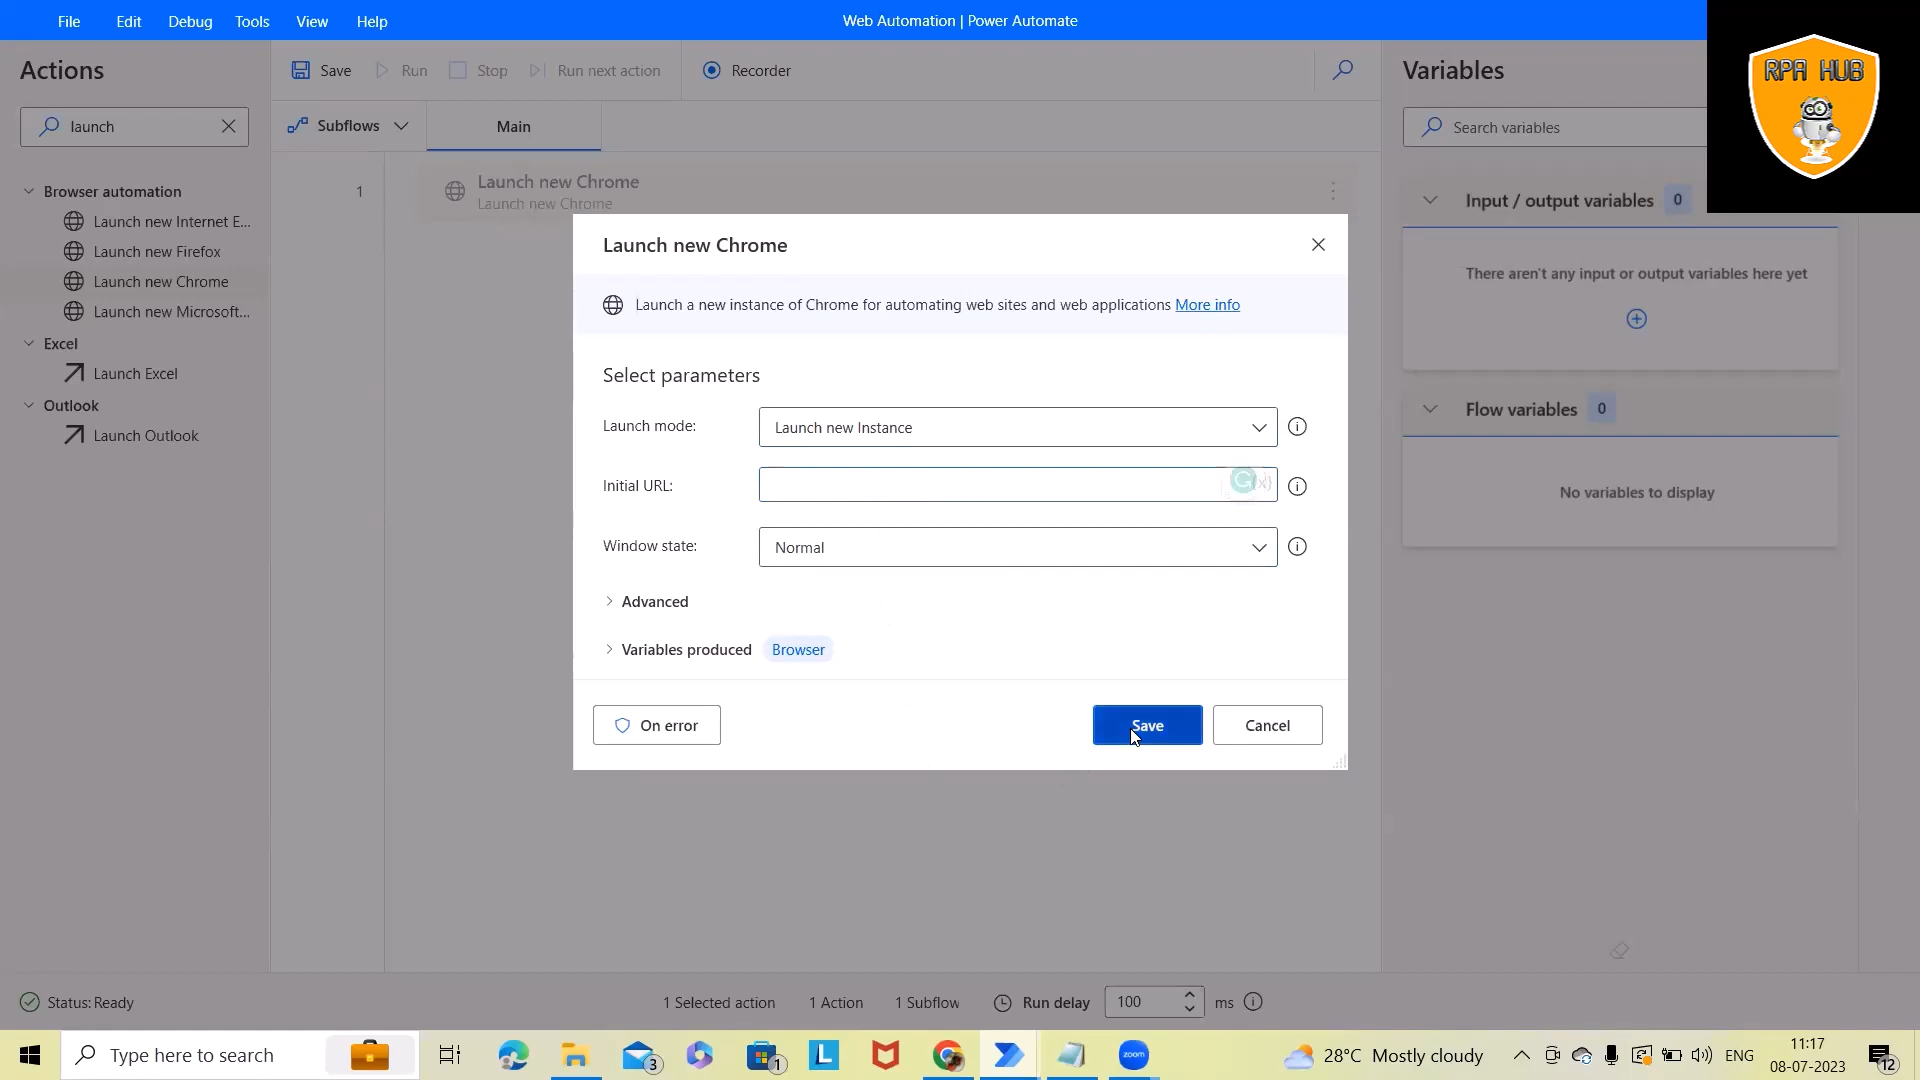 File Edit Debug Tools View Help
Web Automation | Power Automate
RPA HUB
Actions
Save Run Stop Run next action Recorder
Variables
launch
Subflows Main
Search variables
Browser automation
Launch new Internet E...
Launch new Firefox
Launch new Chrome
Launch new Microsoft...
Excel
Launch Excel
Outlook
Launch Outlook
1
Launch new Chrome
Launch new Chrome
Launch new Chrome
Launch a new instance of Chrome for automating web sites and web applications More info
Select parameters
Launch mode: Launch new Instance
Initial URL: {x}
Window state: Normal
Advanced
Variables produced Browser
On error Save Cancel
Input / output variables 0
There aren't any input or output variables here yet
Flow variables 0
No variables to display
Status: Ready 1 Selected action 1 Action 1 Subflow Run delay 100 ms
Type here to search
3
1
L
zoom
28°C Mostly cloudy
ENG
11:17
08-07-2023
12